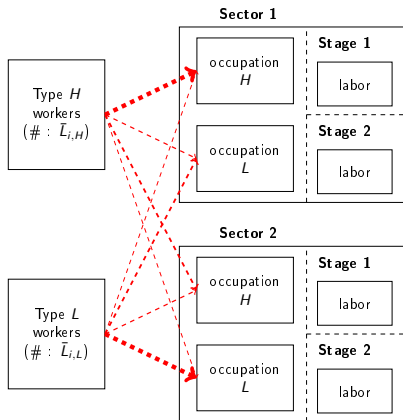 Sector 1
occupation
H
occupation
L
Stage 1
labor
Stage 2
labor
Type H
workers
(# : L̄i,H)
Sector 2
occupation
H
occupation
L
Stage 1
labor
Stage 2
labor
Type L
workers
(# : L̄i,L)